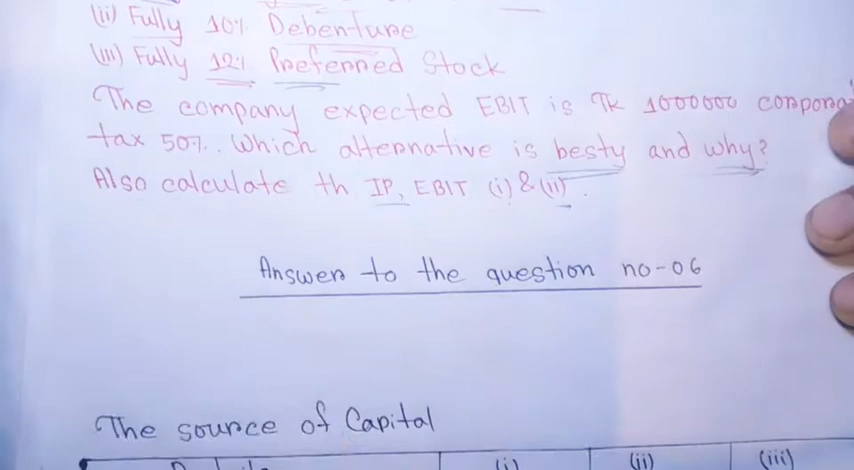 (ii) Fully 10% Debenture
(iii) Fully 12% Preferred Stock
The company expected EBIT is Tk 1000000 corpora
tax 50%. Which alternative is besty and why?
Also calculate th IP, EBIT (i) & (ii).
Answer to the question no-06
The source of Capital
(i) (ii) (iii)